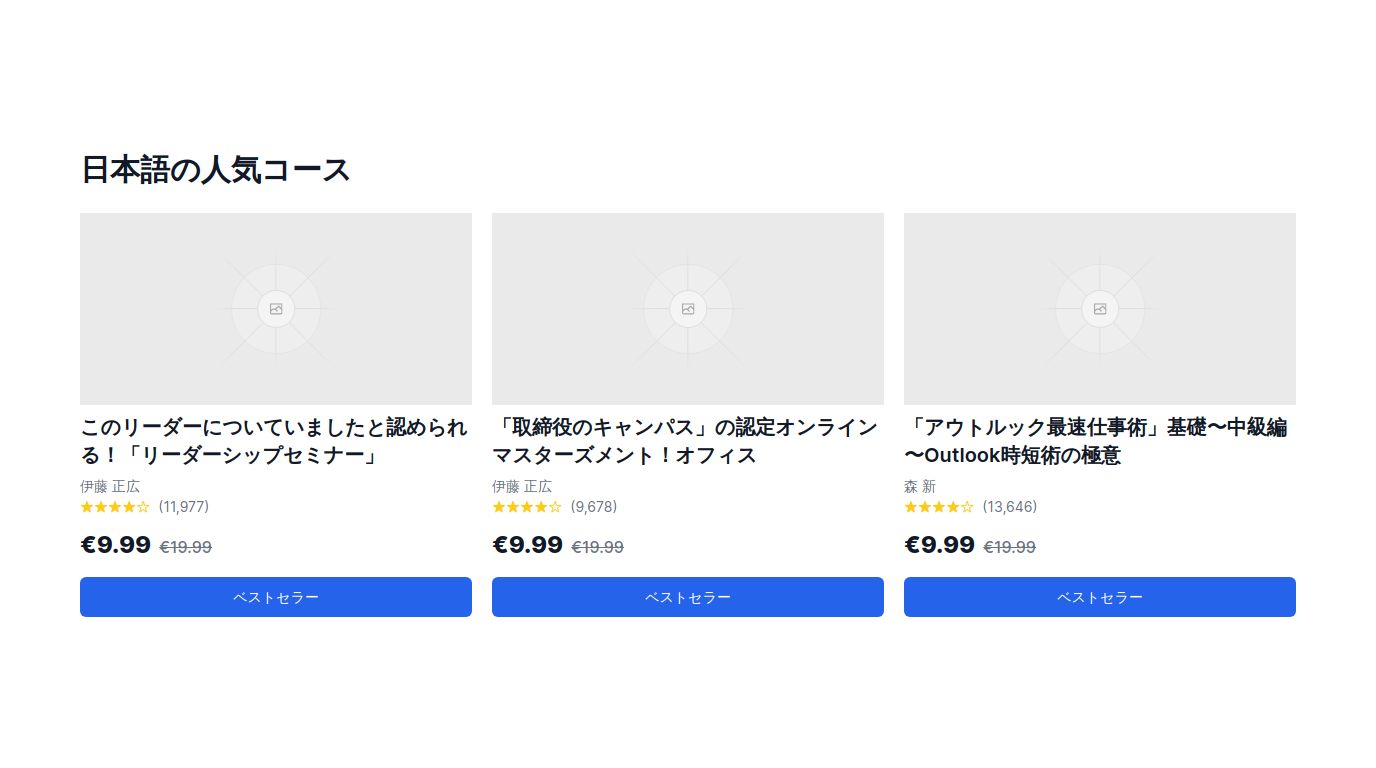 日本語の人気コース
このリーダーについていましたと認められ
る！「リーダーシップセミナー」
伊藤 正広
★★★★☆ (11,977)
€9.99 €19.99
ベストセラー
「取締役のキャンパス」の認定オンライン
マスターズメント！オフィス
伊藤 正広
★★★★☆ (9,678)
€9.99 €19.99
ベストセラー
「アウトルック最速仕事術」基礎〜中級編
〜Outlook時短術の極意
森 新
★★★★☆ (13,646)
€9.99 €19.99
ベストセラー